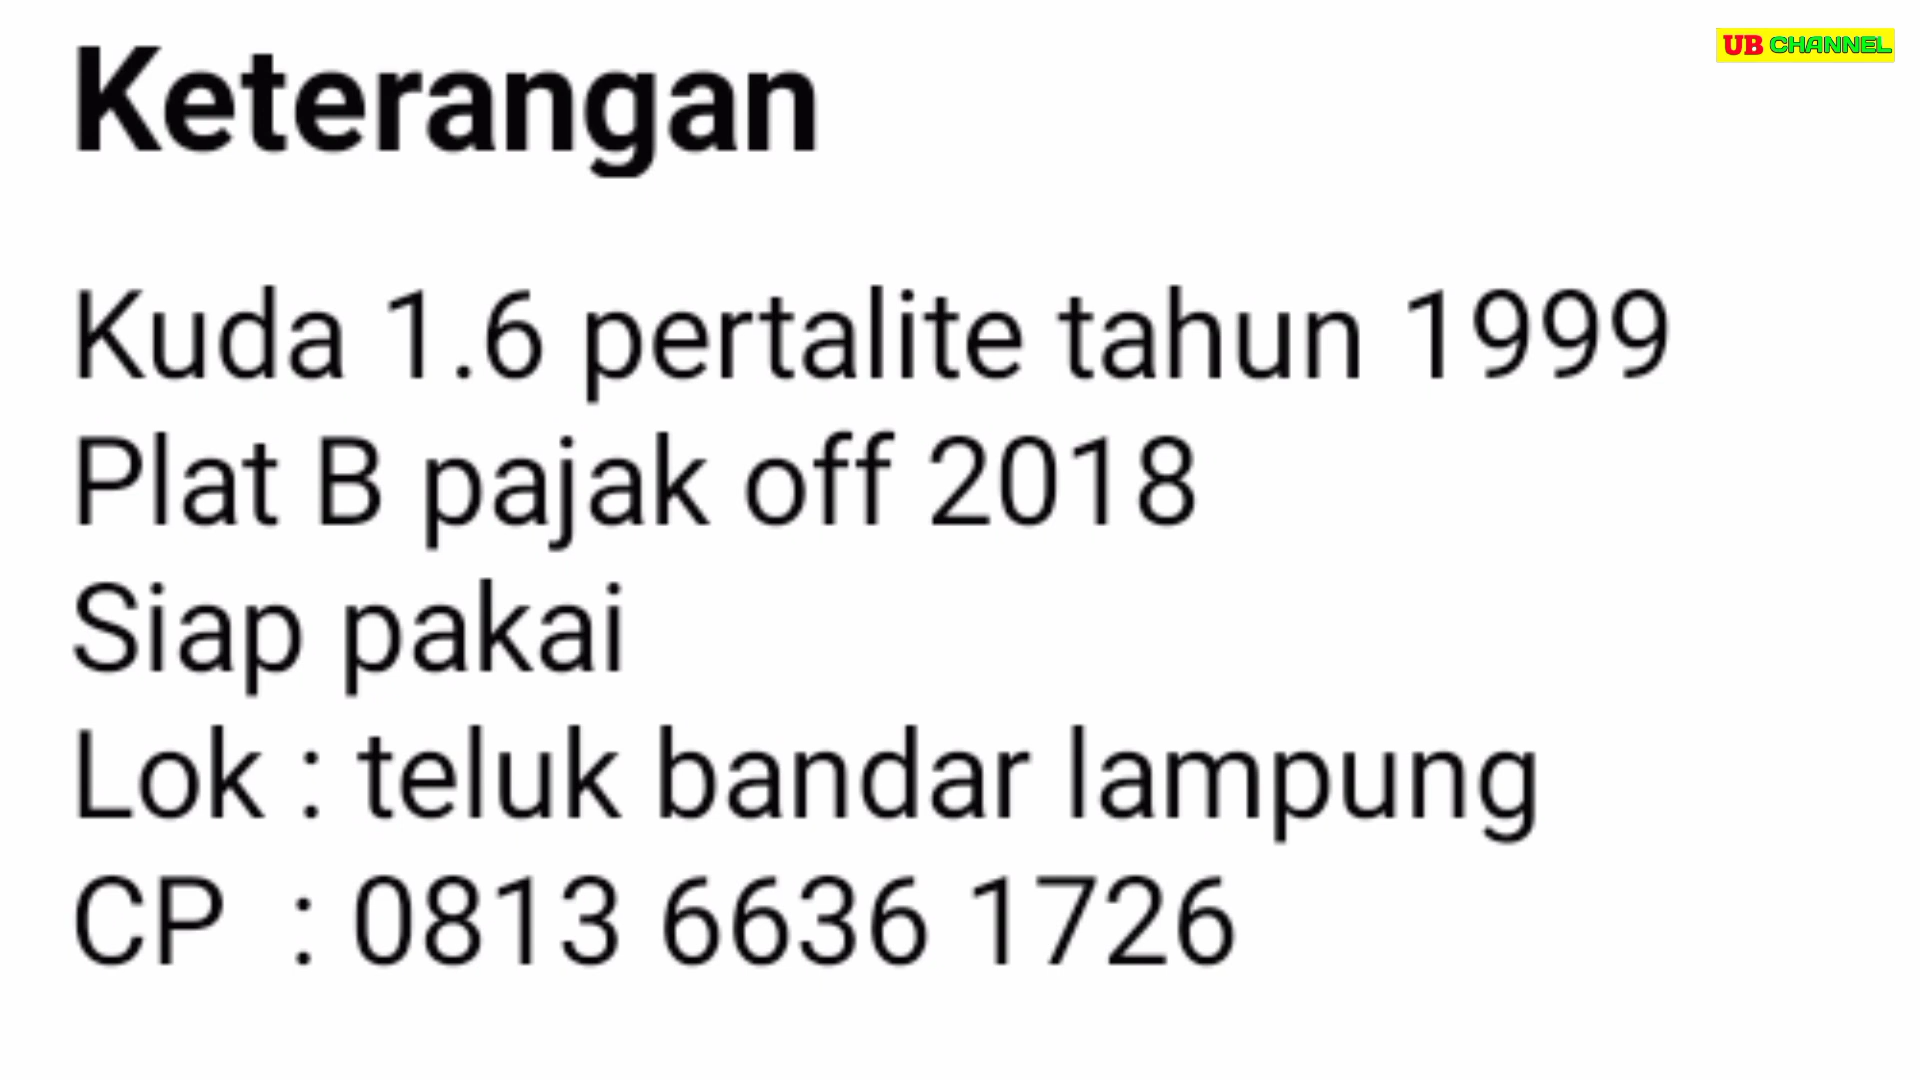 Keterangan
UB CHANNEL
Kuda 1.6 pertalite tahun 1999
Plat B pajak off 2018
Siap pakai
Lok : teluk bandar lampung
CP  : 0813 6636 1726